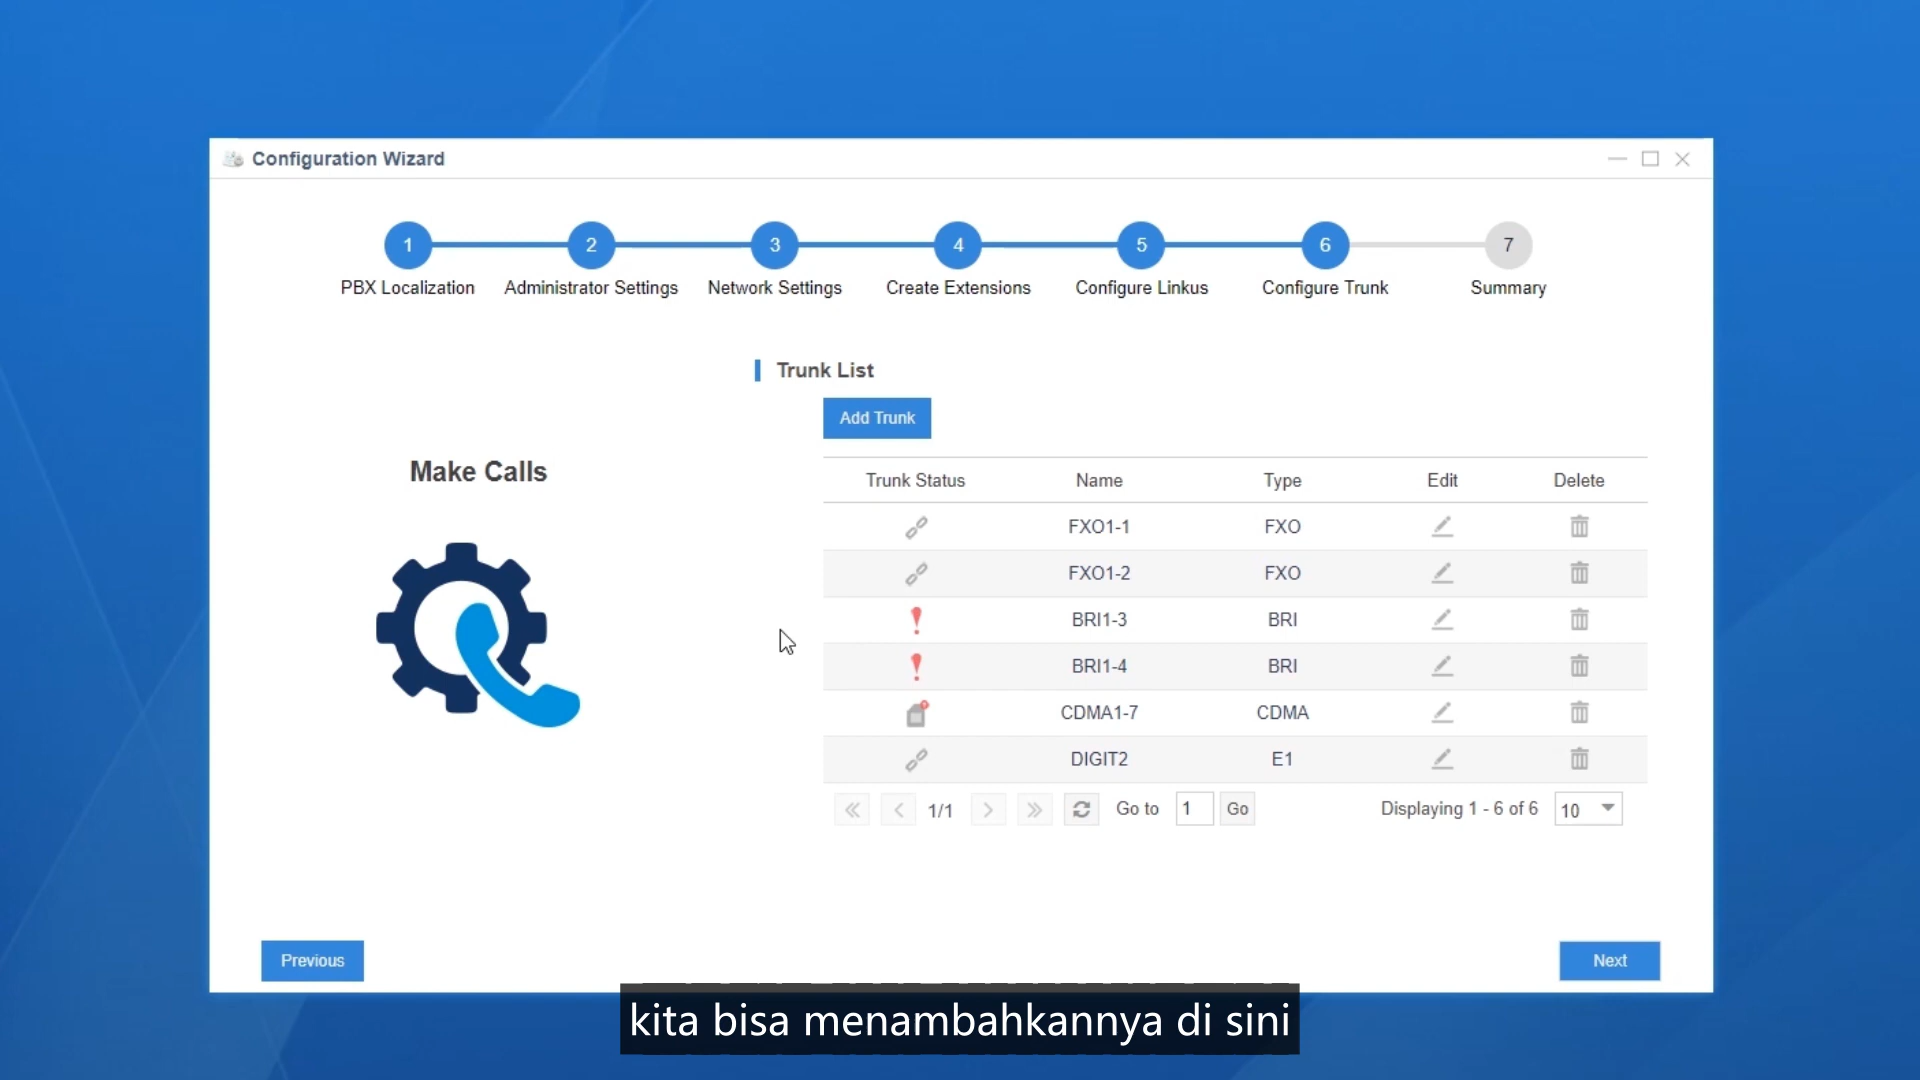 Configuration Wizard
1 2 3 4 5 6 7
PBX Localization Administrator Settings Network Settings Create Extensions Configure Linkus Configure Trunk Summary
Trunk List
Add Trunk
Make Calls
Trunk Status Name Type Edit Delete
FXO1-1 FXO
FXO1-2 FXO
BRI1-3 BRI
BRI1-4 BRI
CDMA1-7 CDMA
DIGIT2 E1
1/1 Go to 1 Go Displaying 1 - 6 of 6 10
Previous Next
kita bisa menambahkannya di sini